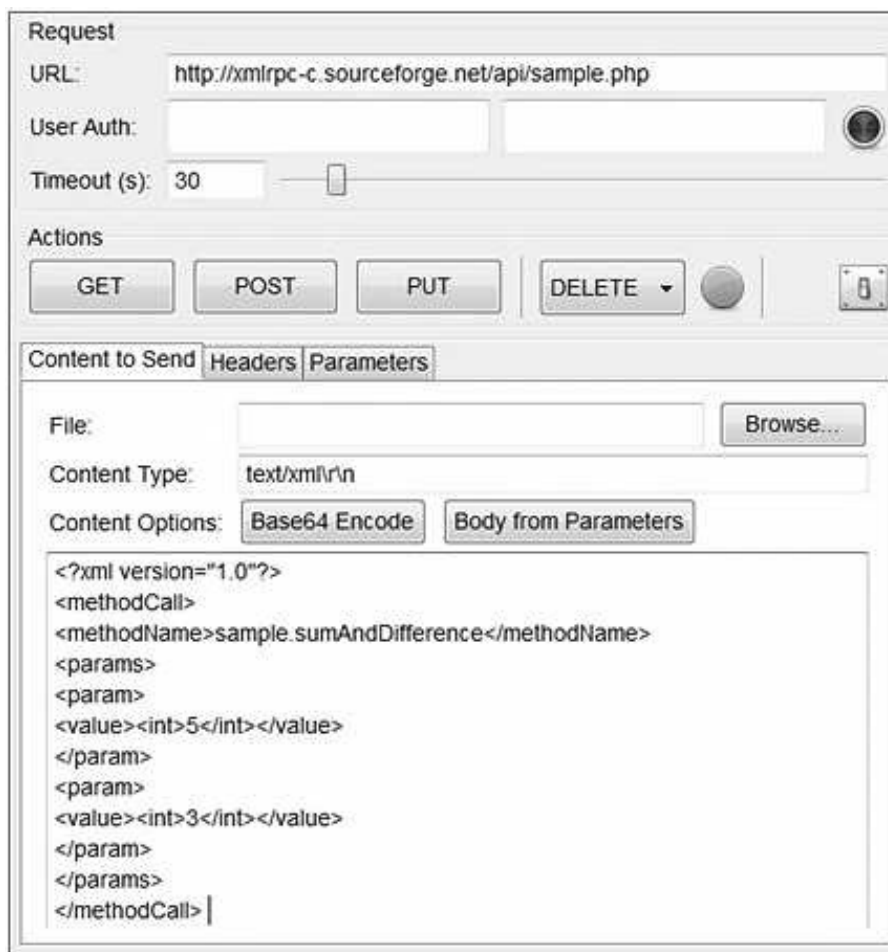 Request
URL: http://xmlrpc-c.sourceforge.net/api/sample.php
User Auth:
Timeout (s): 30
Actions
GET POST PUT DELETE
Content to Send Headers Parameters
File: Browse...
Content Type: text/xml\r\n
Content Options: Base64 Encode Body from Parameters
<?xml version="1.0"?>
<methodCall>
<methodName>sample.sumAndDifference</methodName>
<params>
<param>
<value><int>5</int></value>
</param>
<param>
<value><int>3</int></value>
</param>
</params>
</methodCall>